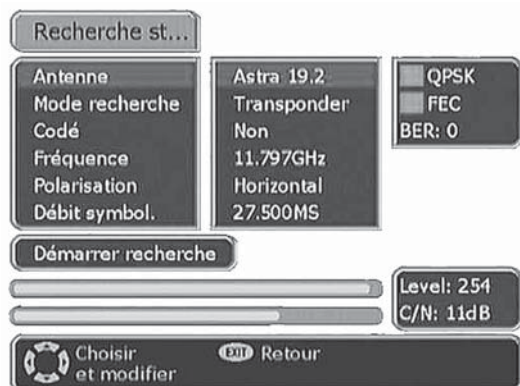 Recherche st...
Antenne Astra 19.2
Mode recherche Transponder
Codé Non
Fréquence 11.797GHz
Polarisation Horizontal
Débit symbol. 27.500MS
QPSK
FEC
BER: 0
Démarrer recherche
Level: 254
C/N: 11dB
Choisir
et modifier
EXIT Retour